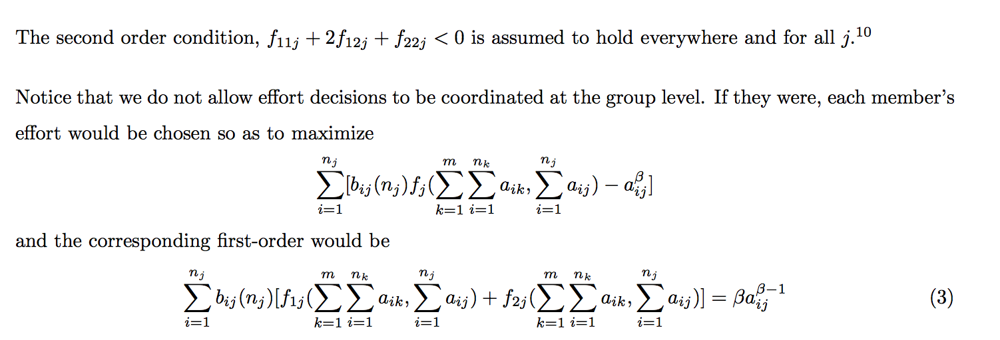 The second order condition, $f_{11j} + 2f_{12j} + f_{22j} < 0$ is assumed to hold everywhere and for all $j$.$^{10}$
Notice that we do not allow effort decisions to be coordinated at the group level. If they were, each member's
effort would be chosen so as to maximize
$\sum_{i=1}^{n_j} [b_{ij}(n_j) f_j(\sum_{k=1}^{m} \sum_{i=1}^{n_k} a_{ik}, \sum_{i=1}^{n_j} a_{ij}) - a_{ij}^{\beta}]$
and the corresponding first-order would be
$\sum_{i=1}^{n_j} b_{ij}(n_j)[f_{1j}(\sum_{k=1}^{m} \sum_{i=1}^{n_k} a_{ik}, \sum_{i=1}^{n_j} a_{ij}) + f_{2j}(\sum_{k=1}^{m} \sum_{i=1}^{n_k} a_{ik}, \sum_{i=1}^{n_j} a_{ij})] = \beta a_{ij}^{\beta-1}$ (3)